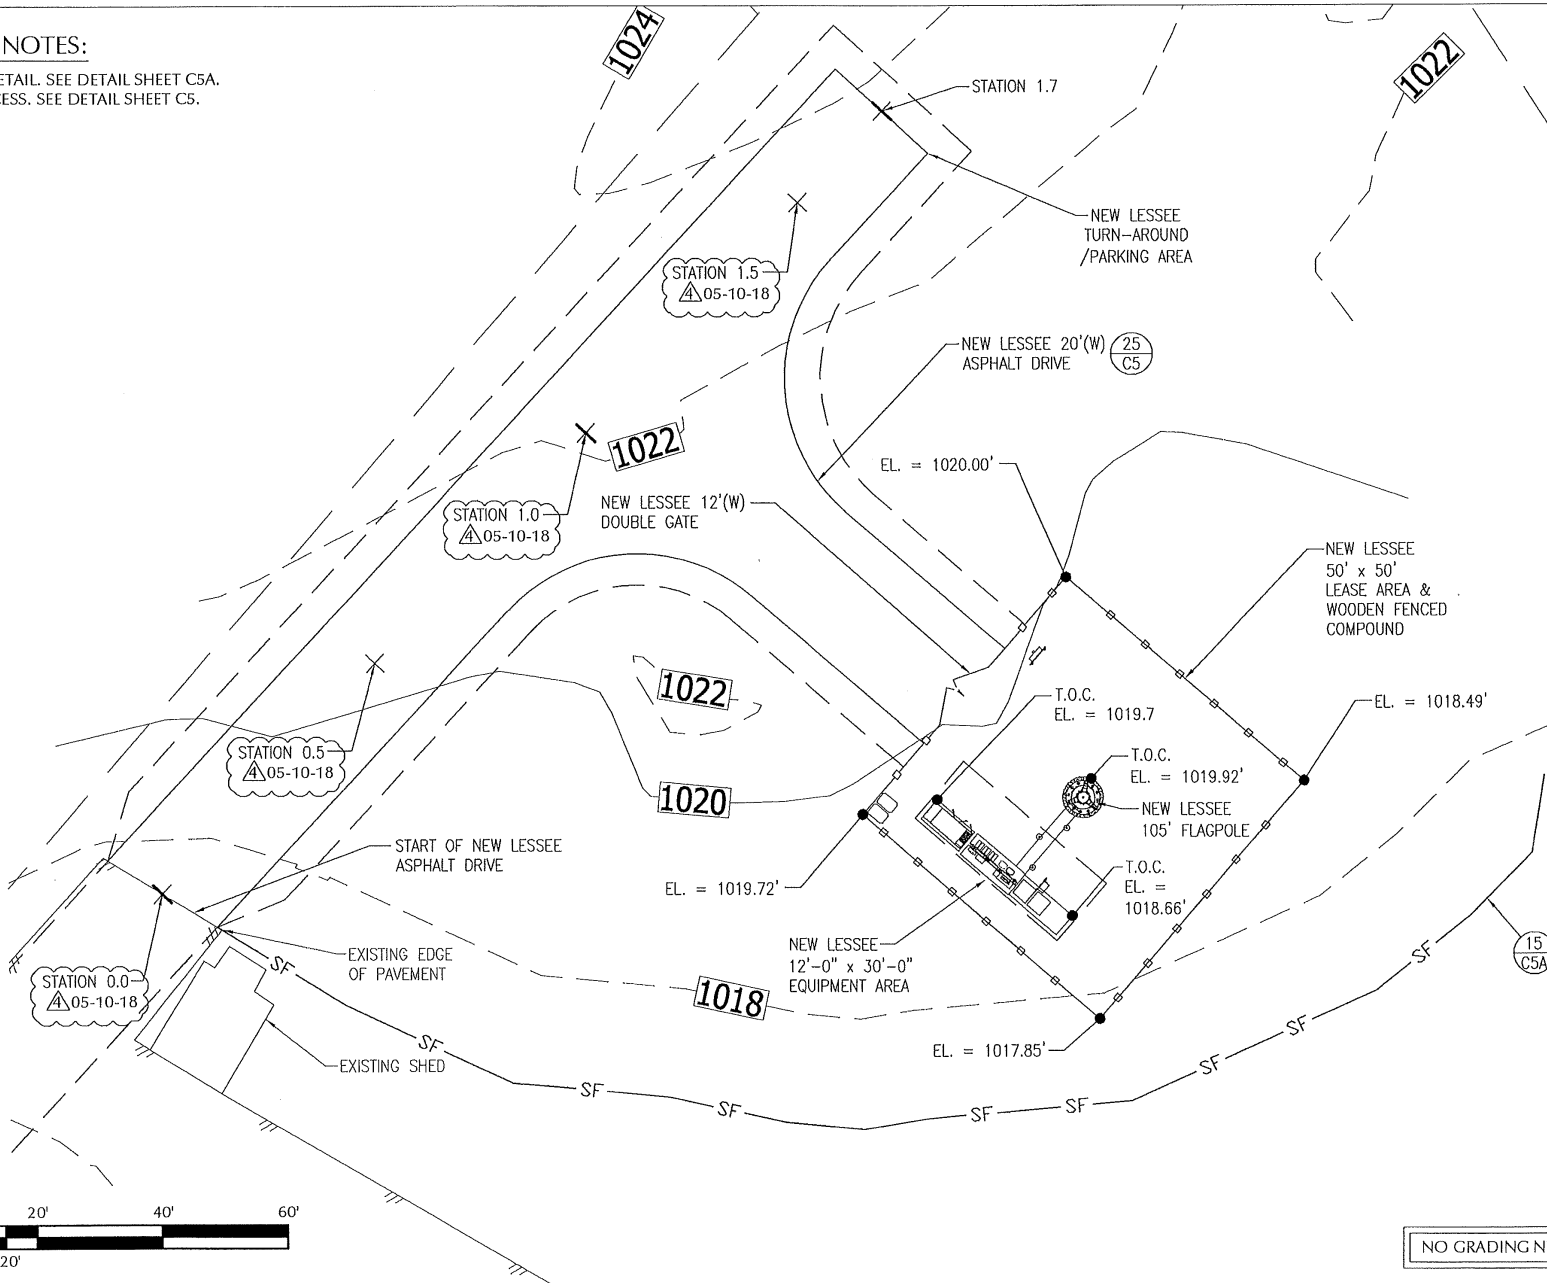 NOTES:
ETAIL. SEE DETAIL SHEET C5A.
CESS. SEE DETAIL SHEET C5.
1024
1022
STATION 1.7
NEW LESSEE
TURN-AROUND
/PARKING AREA
STATION 1.5
4 05-10-18
NEW LESSEE 20'(W)
ASPHALT DRIVE
25
C5
1022
EL. = 1020.00'
NEW LESSEE 12'(W)
DOUBLE GATE
STATION 1.0
4 05-10-18
NEW LESSEE
50' x 50'
LEASE AREA &
WOODEN FENCED
COMPOUND
1022
T.O.C.
EL. = 1019.7
EL. = 1018.49'
STATION 0.5
4 05-10-18
T.O.C.
EL. = 1019.92'
1020
NEW LESSEE
105' FLAGPOLE
START OF NEW LESSEE
ASPHALT DRIVE
EL. = 1019.72'
T.O.C.
EL. =
1018.66'
NEW LESSEE
12'-0" x 30'-0"
EQUIPMENT AREA
15
C5A
EXISTING EDGE
OF PAVEMENT
STATION 0.0
4 05-10-18
1018
EL. = 1017.85'
EXISTING SHED
SF
SF
SF
SF
SF
SF
SF
SF
SF
20'
40'
60'
20'
NO GRADING N